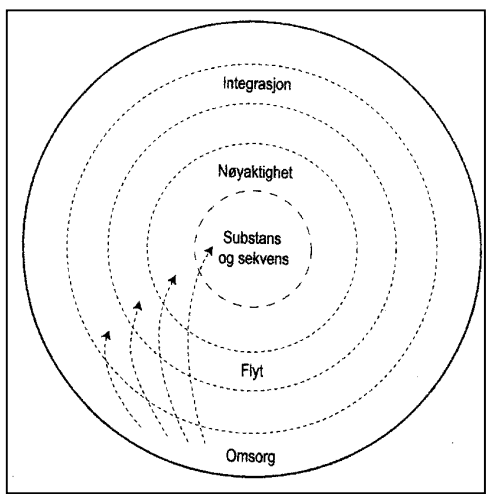 Integrasjon
Nøyaktighet
Substans
og sekvens
Flyt
Omsorg